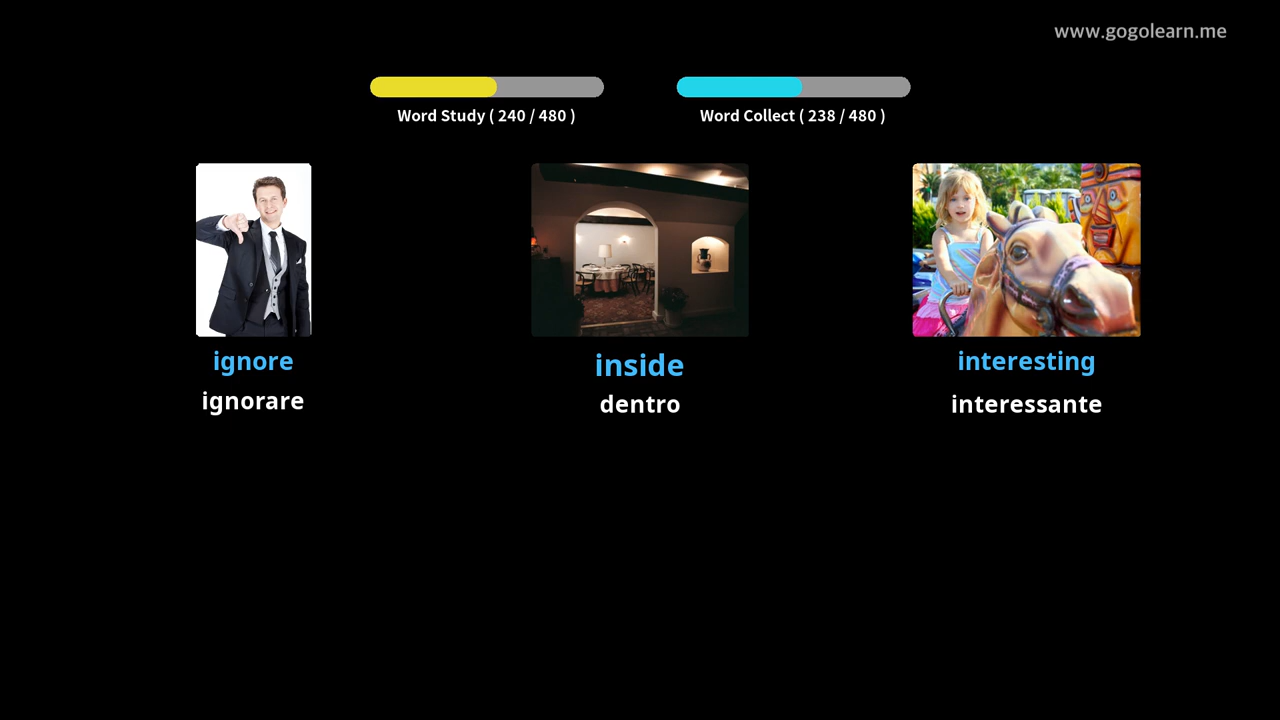 www.gogolearn.me
Word Study ( 240 / 480 )
Word Collect ( 238 / 480 )
ignore
ignorare
inside
dentro
interesting
interessante